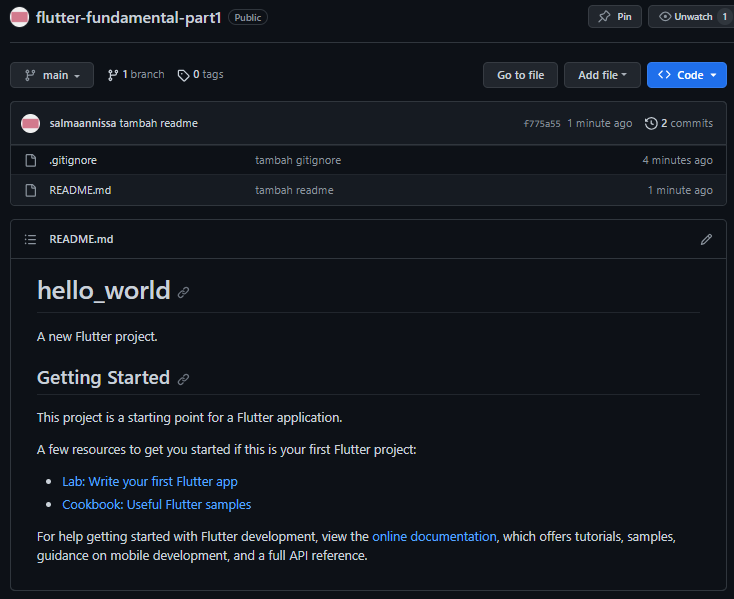 flutter-fundamental-part1 Public Pin Unwatch 1
main 1 branch 0 tags Go to file Add file Code
salmaannissa tambah readme f775a55 1 minute ago 2 commits
.gitignore tambah gitignore 4 minutes ago
README.md tambah readme 1 minute ago
README.md
hello_world
A new Flutter project.
Getting Started
This project is a starting point for a Flutter application.
A few resources to get you started if this is your first Flutter project:
Lab: Write your first Flutter app
Cookbook: Useful Flutter samples
For help getting started with Flutter development, view the online documentation, which offers tutorials, samples,
guidance on mobile development, and a full API reference.